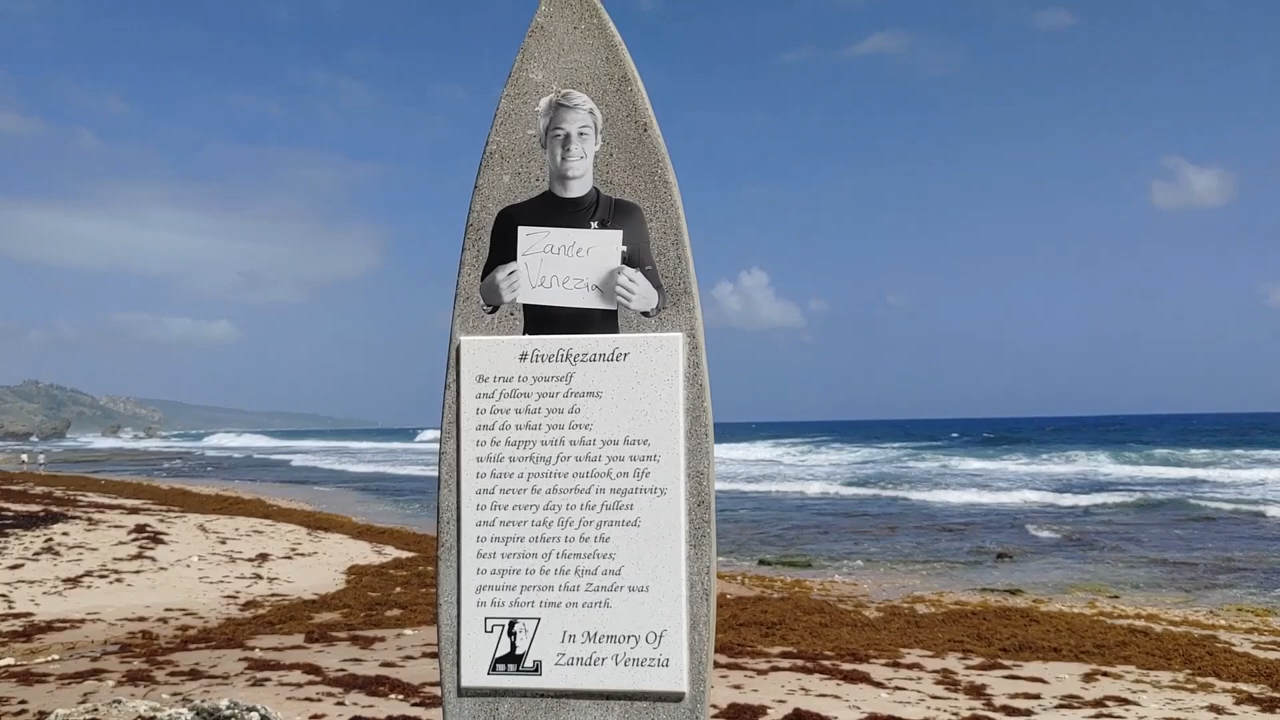 Zander
Venezia
#livelikezander
Be true to yourself
and follow your dreams;
to love what you do
and do what you love;
to be happy with what you have,
while working for what you want;
to have a positive outlook on life
and never be absorbed in negativity;
to live every day to the fullest
and never take life for granted;
to inspire others to be the
best version of themselves;
to aspire to be the kind and
genuine person that Zander was
in his short time on earth.
Z
2001-2017
In Memory Of
Zander Venezia